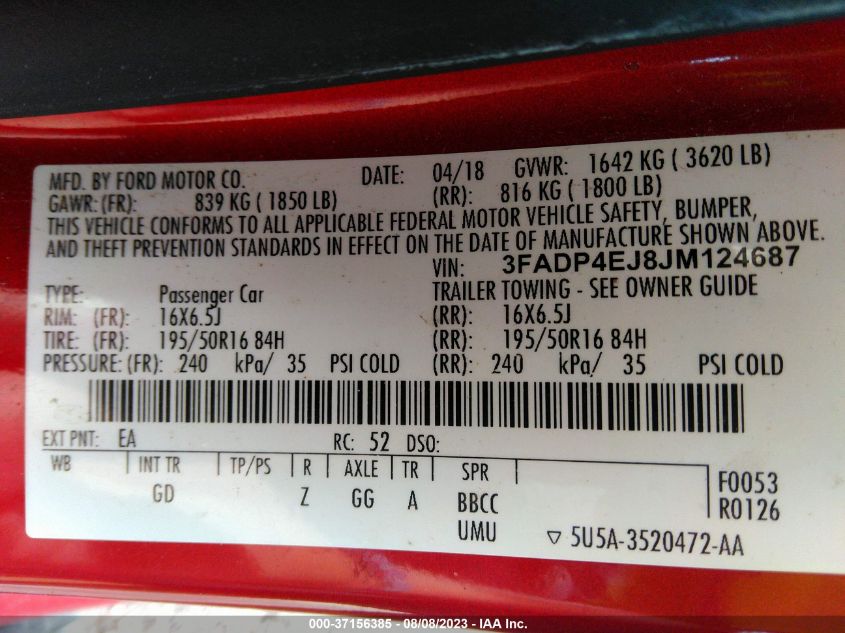 MFD. BY FORD MOTOR CO. DATE: 04/18 GVWR: 1642 KG ( 3620 LB)
GAWR: (FR): 839 KG ( 1850 LB) (RR): 816 KG ( 1800 LB)
THIS VEHICLE CONFORMS TO ALL APPLICABLE FEDERAL MOTOR VEHICLE SAFETY, BUMPER,
AND THEFT PREVENTION STANDARDS IN EFFECT ON THE DATE OF MANUFACTURE SHOWN ABOVE.
VIN: 3FADP4EJ8JM124687
TYPE: Passenger Car TRAILER TOWING - SEE OWNER GUIDE
RIM: (FR): 16X6.5J (RR): 16X6.5J
TIRE: (FR): 195/50R16 84H (RR): 195/50R16 84H
PRESSURE: (FR): 240 kPa/ 35 PSI COLD (RR): 240 kPa/ 35 PSI COLD
EXT PNT: EA RC: 52 DSO:
WB INT TR TP/PS R AXLE TR SPR
GD Z GG A BBCC
UMU
F0053
R0126
▽ 5U5A-3520472-AA
000-37156385 - 08/08/2023 - IAA Inc.